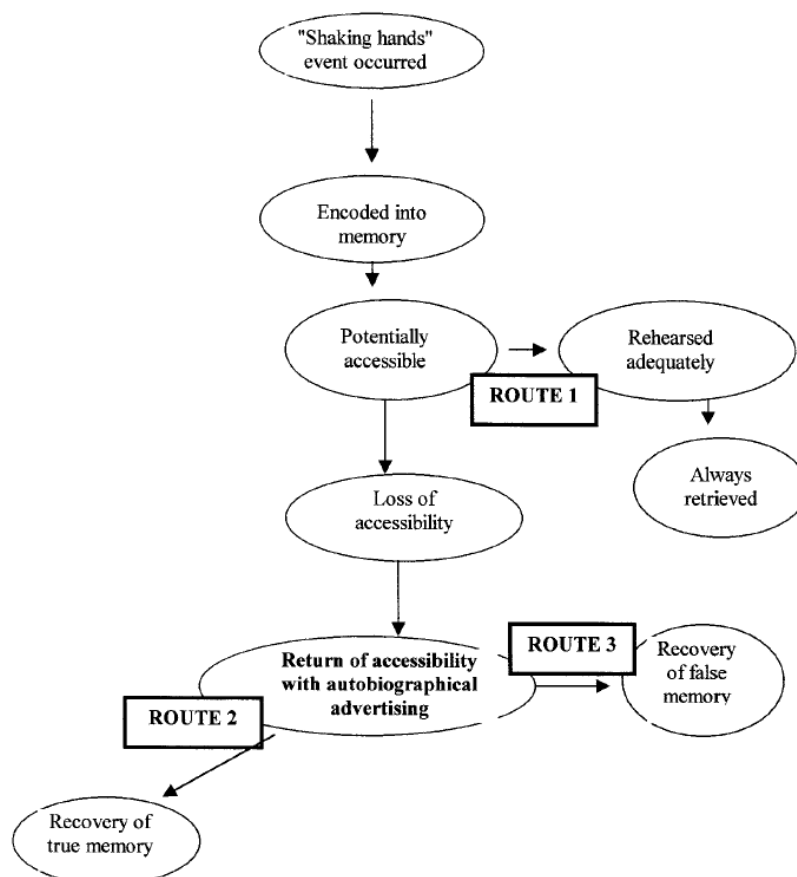 "Shaking hands"
event occurred
Encoded into
memory
Potentially
accessible
Rehearsed
adequately
ROUTE 1
Always
retrieved
Loss of
accessibility
ROUTE 3
Return of accessibility
with autobiographical
advertising
Recovery
of false
memory
ROUTE 2
Recovery of
true memory